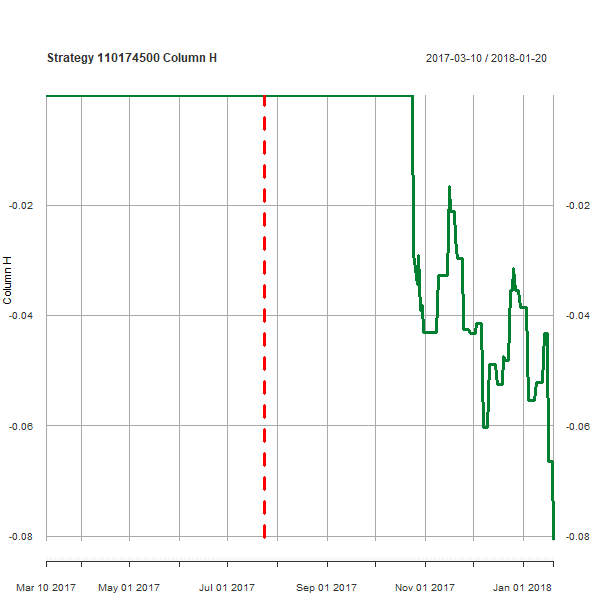 Strategy 110174500 Column H 2017-03-10 / 2018-01-20
-0.02 -0.02
Column H
-0.04 -0.04
-0.06 -0.06
-0.08 -0.08
Mar 10 2017 May 01 2017 Jul 01 2017 Sep 01 2017 Nov 01 2017 Jan 01 2018